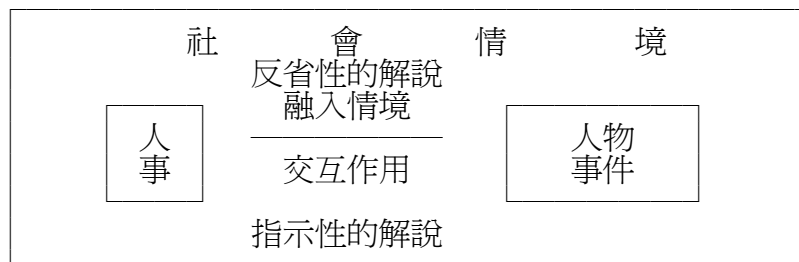 社 會 情 境
反省性的解說
融入情境
人 人物
事 交互作用 事件
指示性的解說